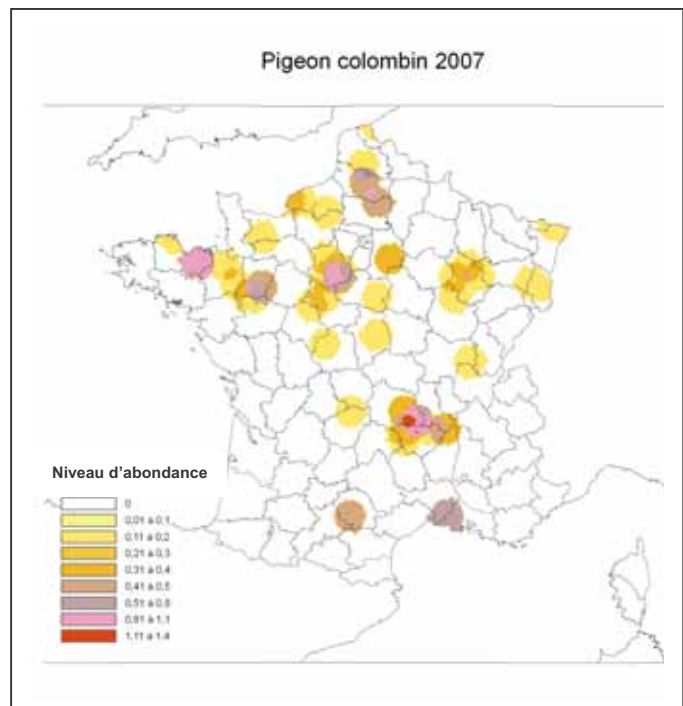 Pigeon colombin 2007
Niveau d'abondance
0
0,01 à 0,1
0,11 à 0,2
0,21 à 0,3
0,31 à 0,4
0,41 à 0,5
0,51 à 0,8
0,81 à 1,1
1,11 à 1,4